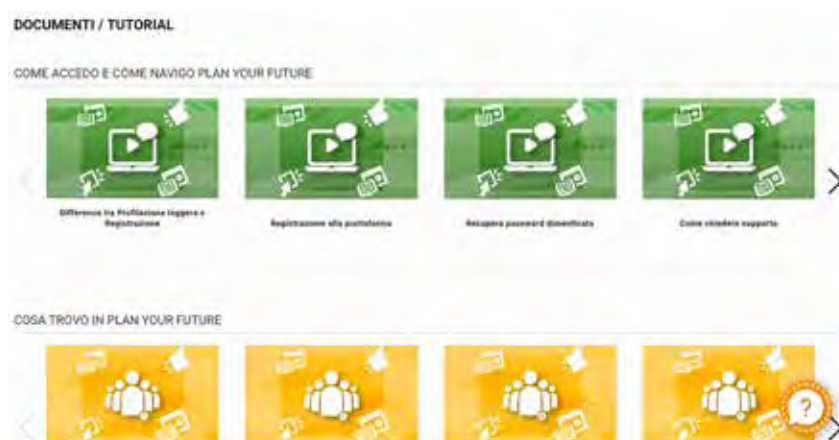 DOCUMENTI / TUTORIAL
COME ACCEDO E COME NAVIGO PLAN YOUR FUTURE
Differenze tra Profilazione leggera e
Registrazione
Registrazione alla piattaforma
Recupera password dimenticata
Come chiedere supporto
COSA TROVO IN PLAN YOUR FUTURE
?